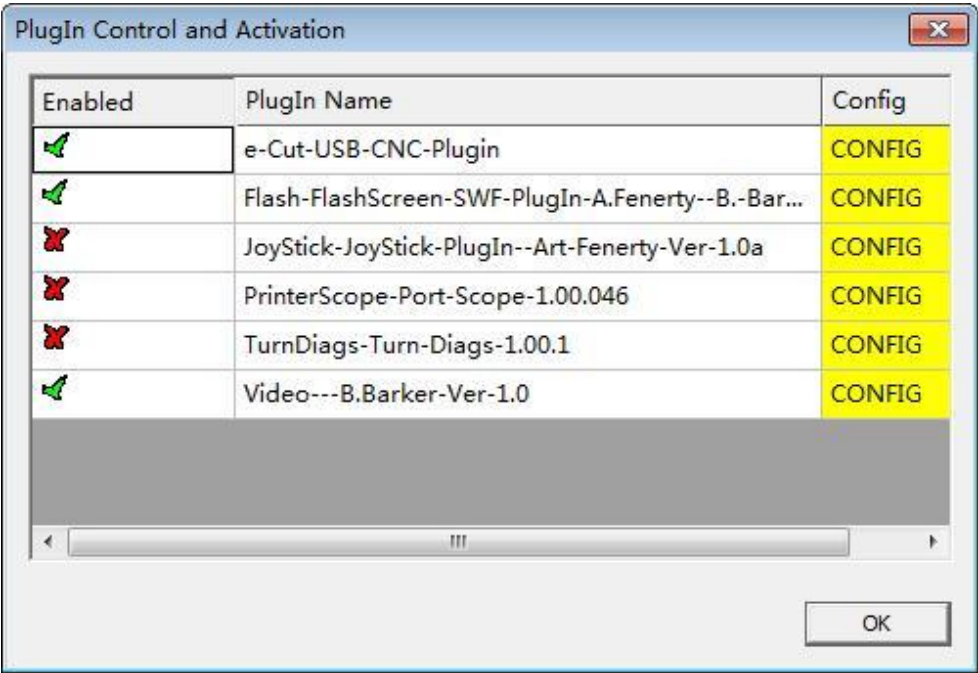 PlugIn Control and Activation
Enabled PlugIn Name Config
e-Cut-USB-CNC-Plugin CONFIG
Flash-FlashScreen-SWF-PlugIn-A.Fenerty--B.-Bar... CONFIG
JoyStick-JoyStick-PlugIn--Art-Fenerty-Ver-1.0a CONFIG
PrinterScope-Port-Scope-1.00.046 CONFIG
TurnDiags-Turn-Diags-1.00.1 CONFIG
Video---B.Barker-Ver-1.0 CONFIG
OK